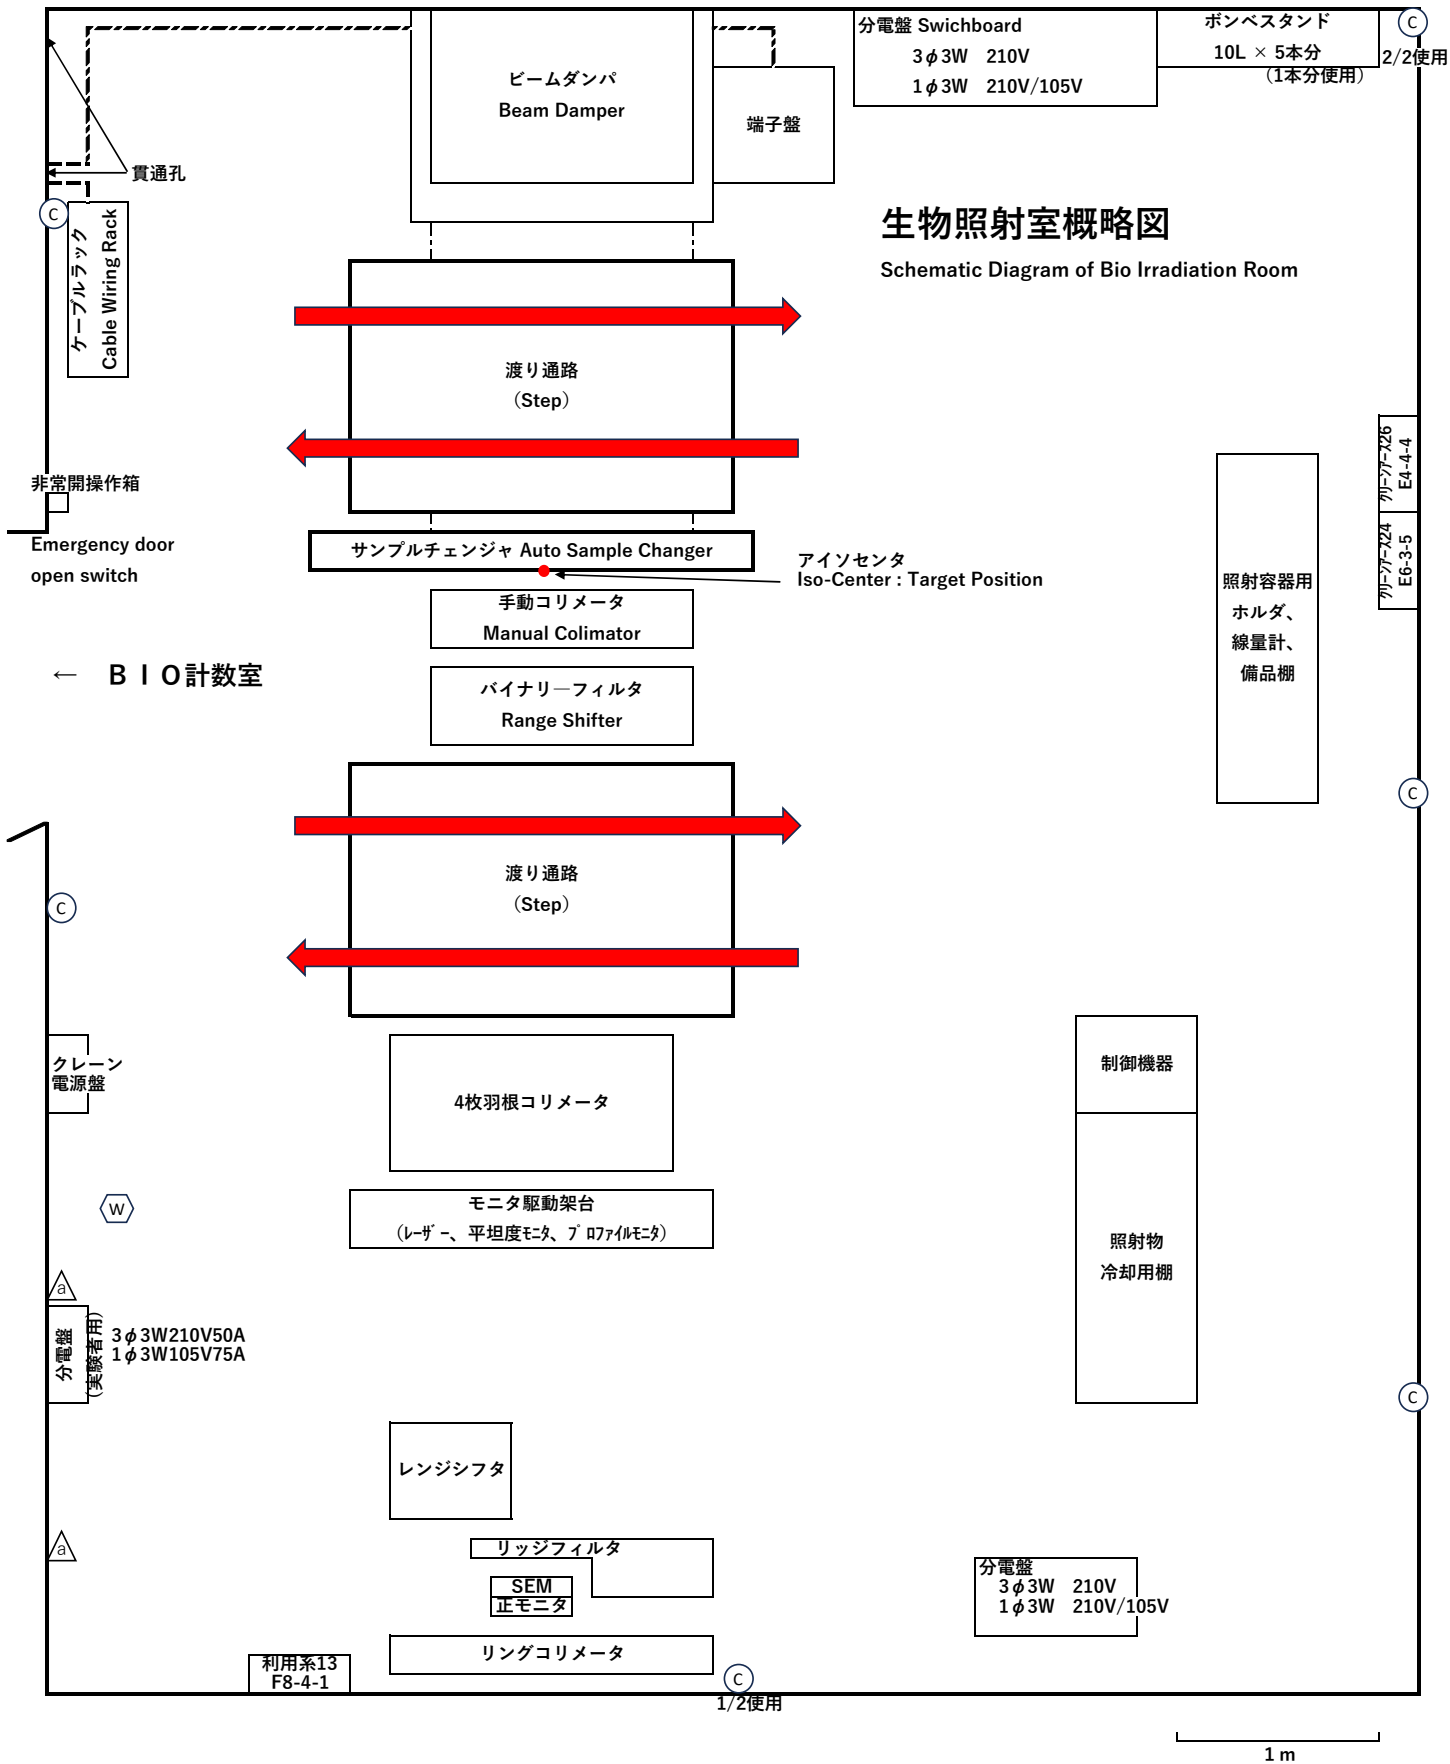 分電盤 Swichboard
3φ3W 210V
1φ3W 210V/105V
ボンベスタンド
10L × 5本分
（1本分使用）
C
2/2使用
ビームダンパ
Beam Damper
端子盤
貫通孔
C
ケーブルラック
Cable Wiring Rack
生物照射室概略図
Schematic Diagram of Bio Irradiation Room
渡り通路
（Step）
非常開操作箱
Emergency door
open switch
ｸﾘｰﾝｱｰｽ26
E4-4-4
ｸﾘｰﾝｱｰｽ24
E6-3-5
サンプルチェンジャ Auto Sample Changer
アイソセンタ
Iso-Center : Target Position
手動コリメータ
Manual Colimator
照射容器用
ホルダ、
線量計、
備品棚
← ＢＩＯ計数室
バイナリ―フィルタ
Range Shifter
C
渡り通路
（Step）
C
クレーン
電源盤
4枚羽根コリメータ
制御機器
モニタ駆動架台
（ﾚｰｻﾞｰ、平坦度ﾓﾆﾀ、ﾌﾟﾛﾌｧｲﾙﾓﾆﾀ）
W
照射物
冷却用棚
a
分電盤
（実験者用）
3φ3W210V50A
1φ3W105V75A
C
レンジシフタ
a
リッジフィルタ
SEM
正モニタ
分電盤
3φ3W 210V
1φ3W 210V/105V
リングコリメータ
利用系13
F8-4-1
C
1/2使用
1 m